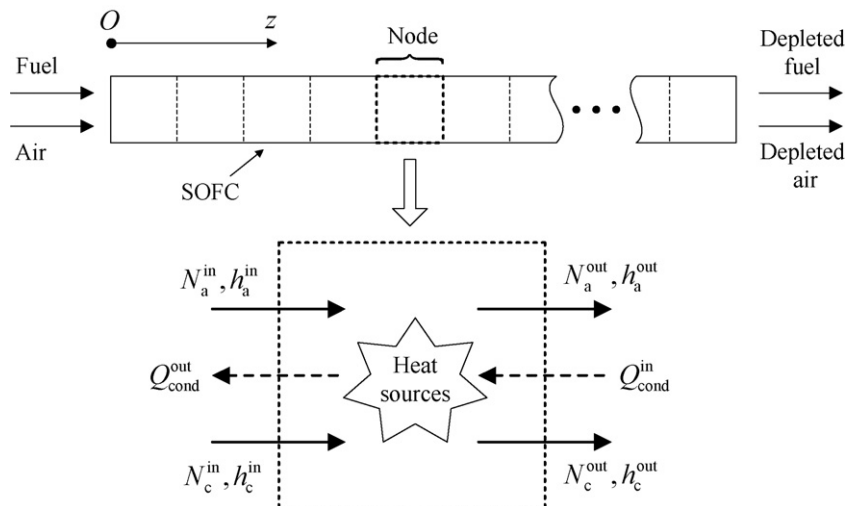 O z
Node
Fuel
Air
SOFC
Depleted
fuel
Depleted
air
N_a^in, h_a^in
N_a^out, h_a^out
Q_cond^out
Heat
sources
Q_cond^in
N_c^in, h_c^in
N_c^out, h_c^out